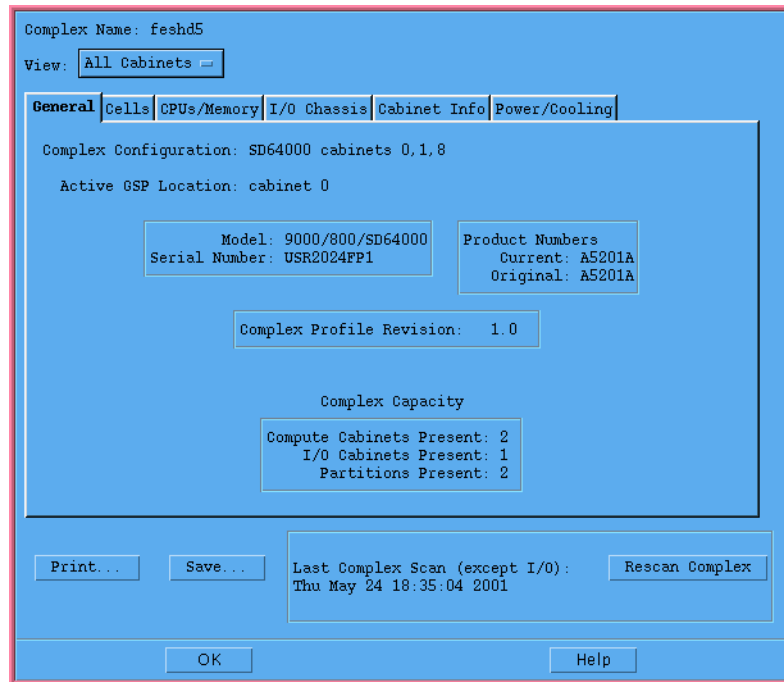 Complex Name: feshd5
View: All Cabinets
General Cells CPUs/Memory I/O Chassis Cabinet Info Power/Cooling
Complex Configuration: SD64000 cabinets 0,1,8
Active GSP Location: cabinet 0
Model: 9000/800/SD64000
Serial Number: USR2024FP1
Product Numbers
Current: A5201A
Original: A5201A
Complex Profile Revision: 1.0
Complex Capacity
Compute Cabinets Present: 2
I/O Cabinets Present: 1
Partitions Present: 2
Print...
Save...
Last Complex Scan (except I/O):
Thu May 24 18:35:04 2001
Rescan Complex
OK
Help